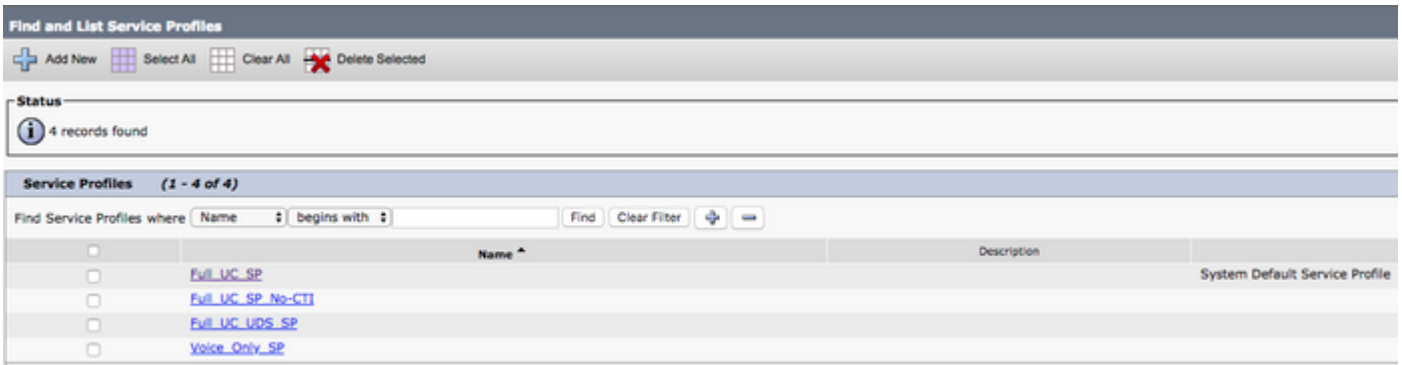 Find and List Service Profiles
Add New Select All Clear All Delete Selected
Status
4 records found
Service Profiles (1 - 4 of 4)
Find Service Profiles where Name begins with Find Clear Filter
Name Description
Full_UC_SP System Default Service Profile
Full_UC_SP_No-CTI
Full_UC_UDS_SP
Voice_Only_SP